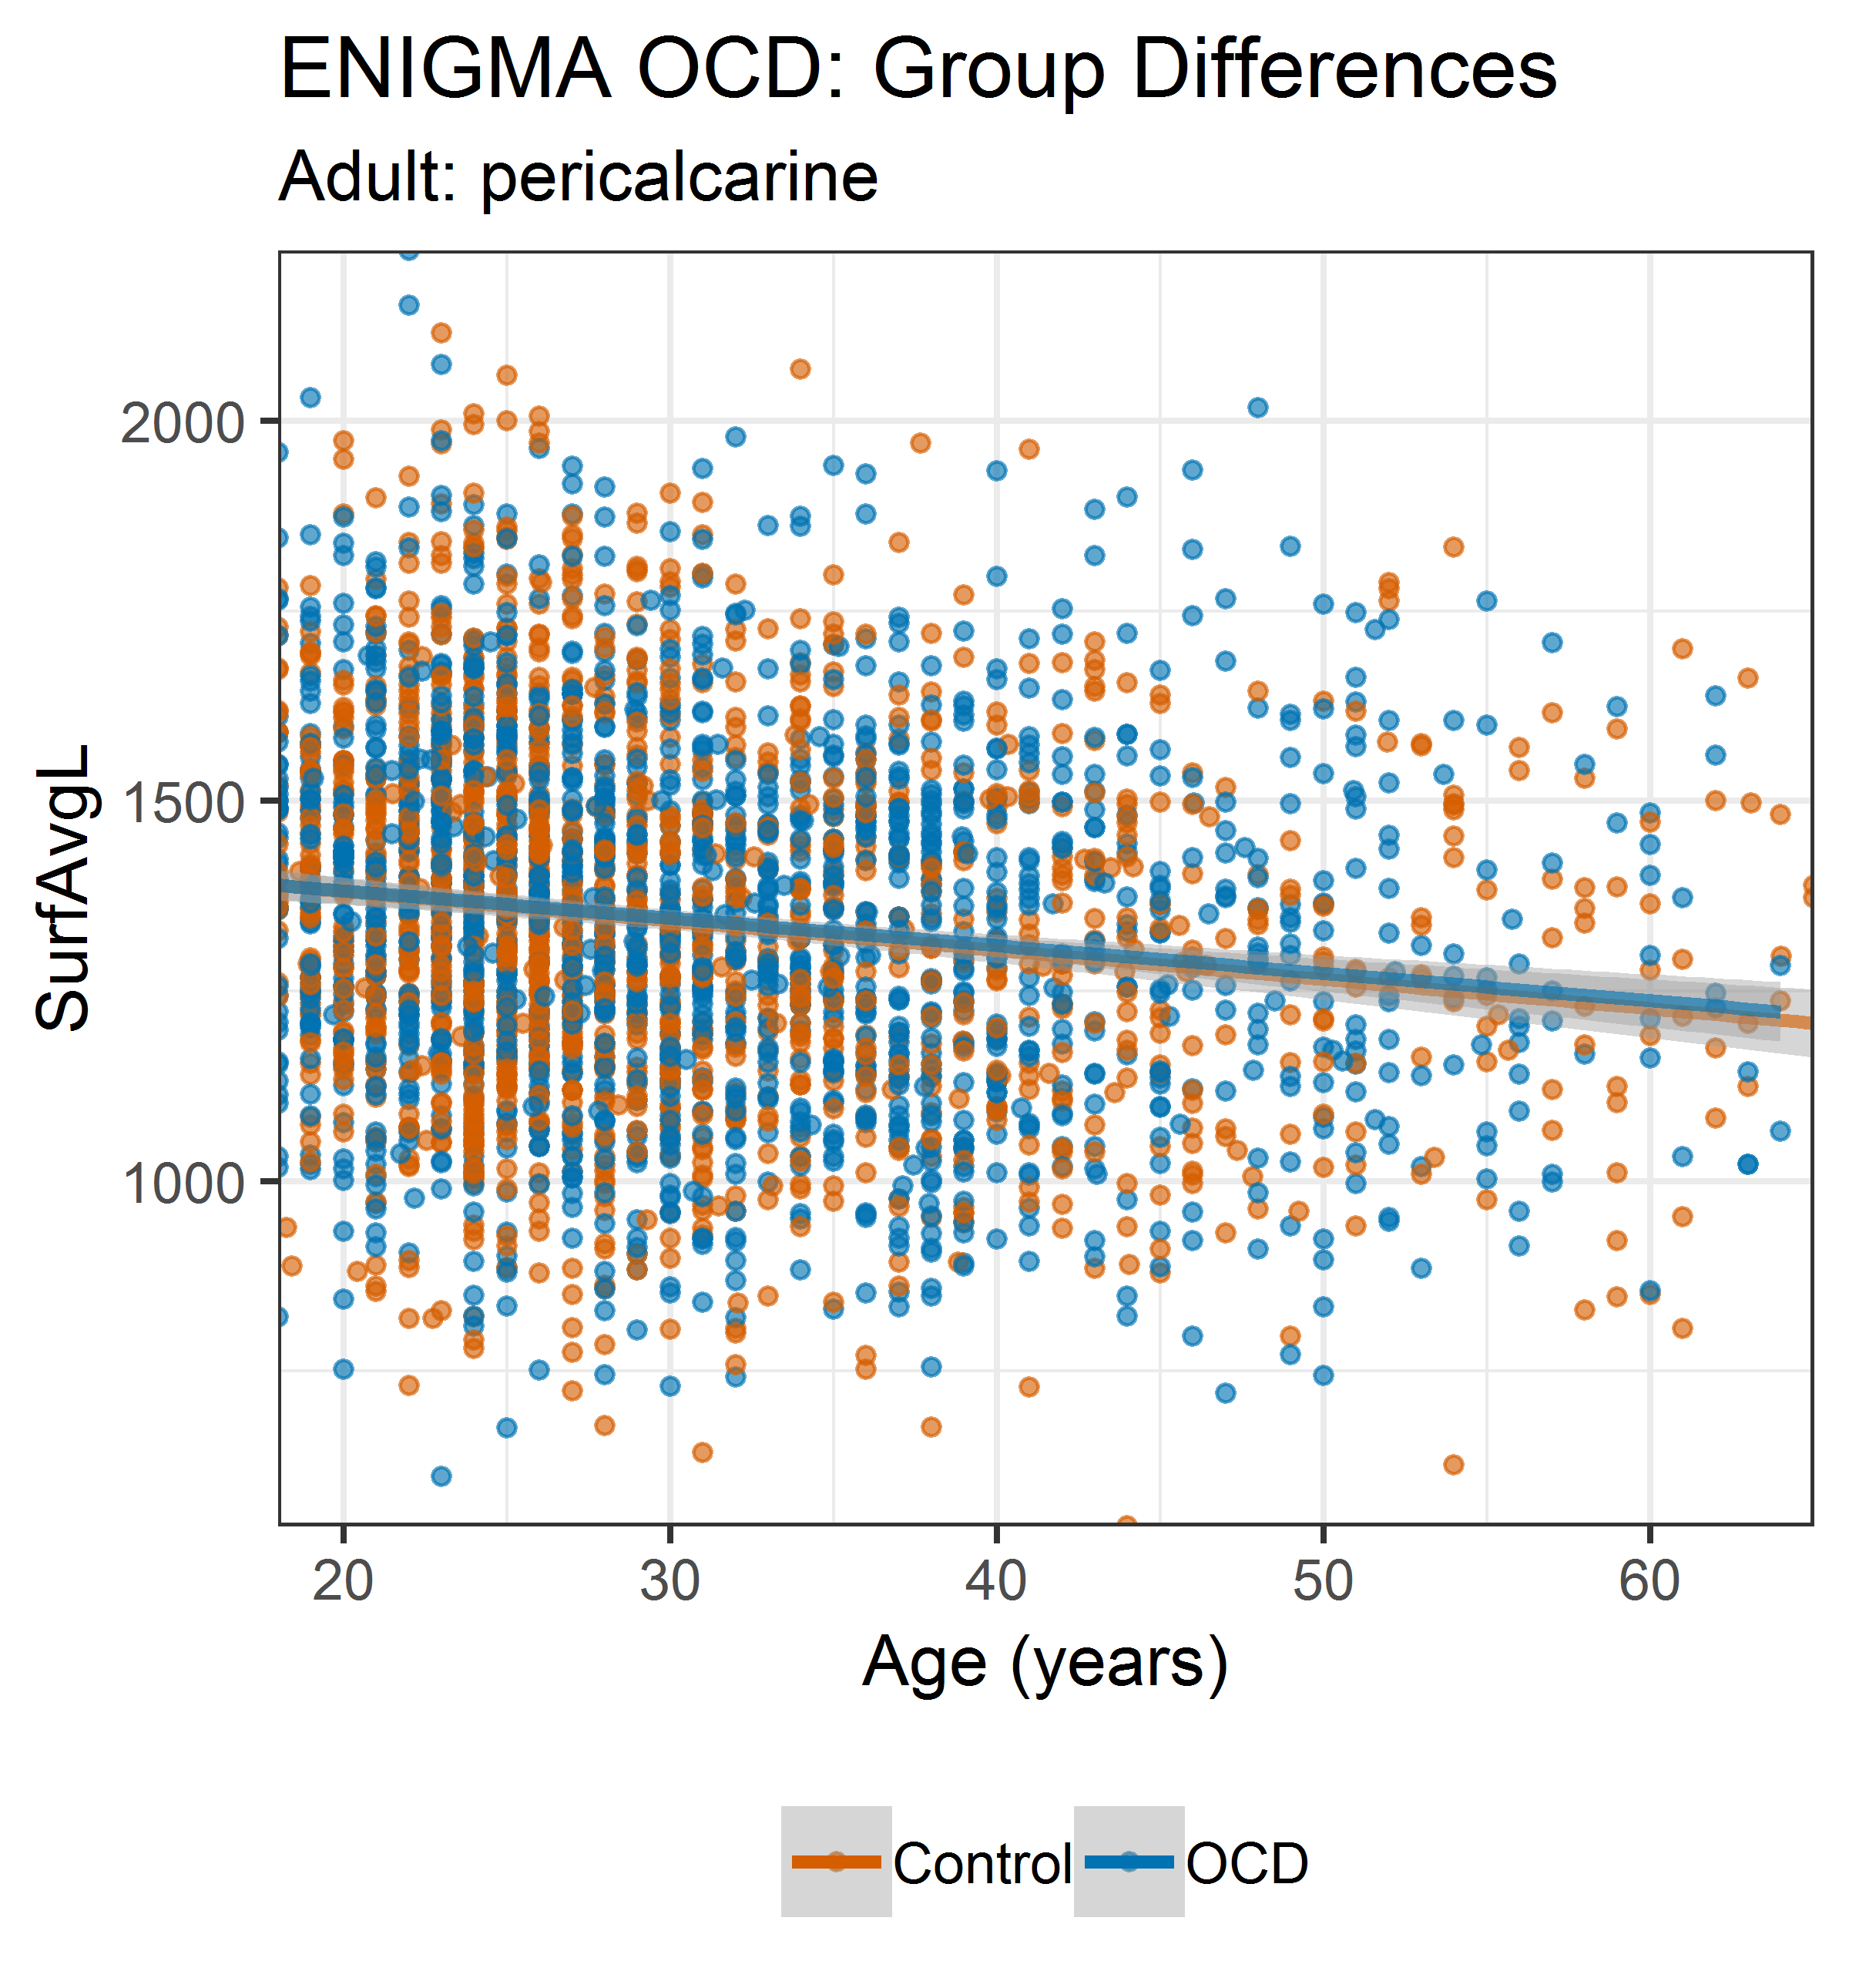 ENIGMA OCD: Group Differences
Adult: pericalcarine
SurfAvgL
2000
1500
1000
20 30 40 50 60
Age (years)
Control OCD